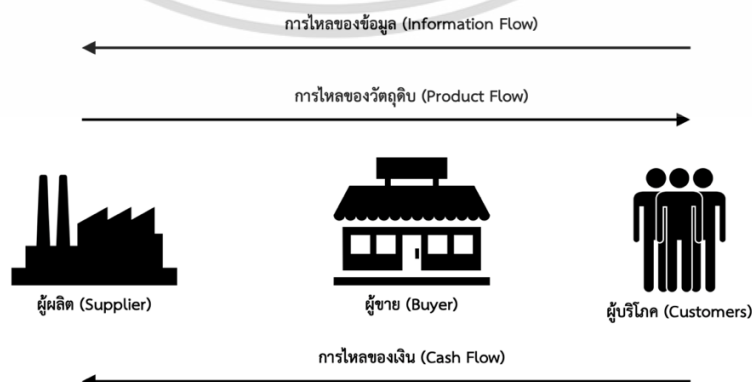 การไหลของข้อมูล (Information Flow)
การไหลของวัตถุดิบ (Product Flow)
ผู้ผลิต (Supplier)
ผู้ขาย (Buyer)
ผู้บริโภค (Customers)
การไหลของเงิน (Cash Flow)